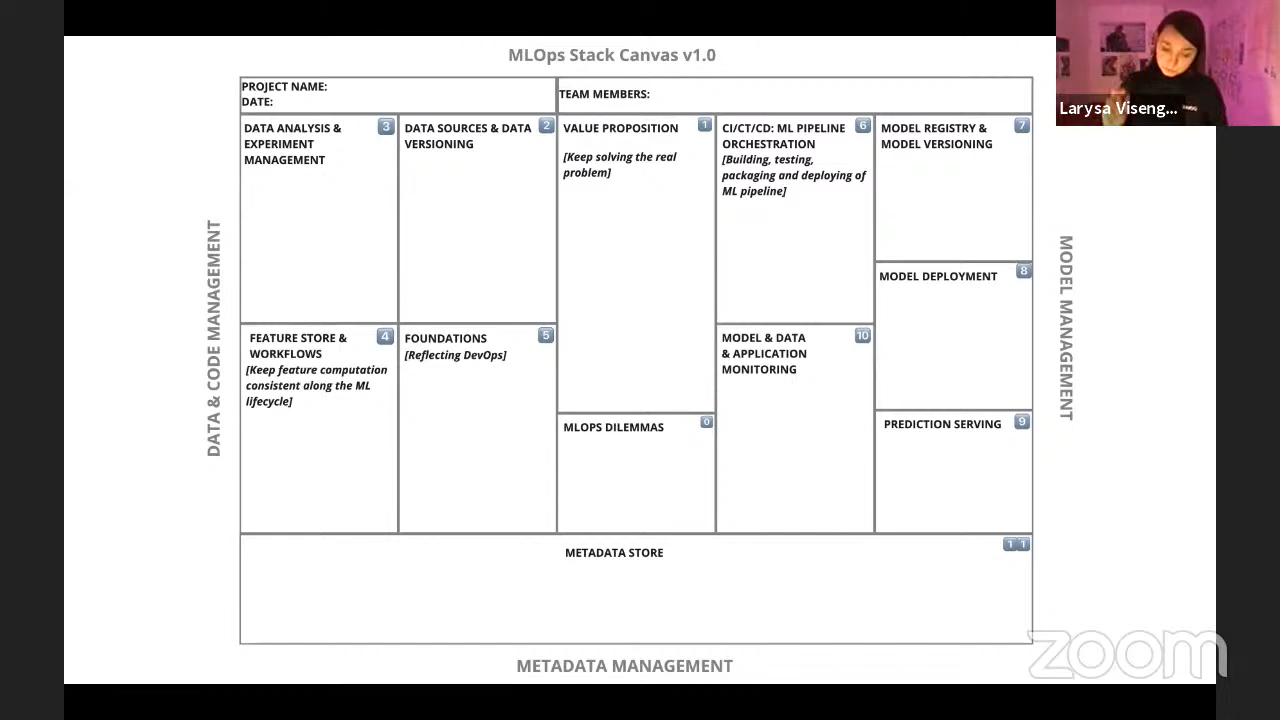 MLOps Stack Canvas v1.0
PROJECT NAME:
DATE:
TEAM MEMBERS:
DATA ANALYSIS &
EXPERIMENT
MANAGEMENT
3
DATA SOURCES & DATA
VERSIONING
2
VALUE PROPOSITION
1
[Keep solving the real
problem]
CI/CT/CD: ML PIPELINE
ORCHESTRATION
6
[Building, testing,
packaging and deploying of
ML pipeline]
MODEL REGISTRY &
MODEL VERSIONING
7
MODEL DEPLOYMENT
8
FEATURE STORE &
WORKFLOWS
4
[Keep feature computation
consistent along the ML
lifecycle]
FOUNDATIONS
5
[Reflecting DevOps]
MLOPS DILEMMAS
0
MODEL & DATA
& APPLICATION
MONITORING
10
PREDICTION SERVING
9
METADATA STORE
11
DATA & CODE MANAGEMENT
MODEL MANAGEMENT
METADATA MANAGEMENT
Larysa Viseng...
zoom